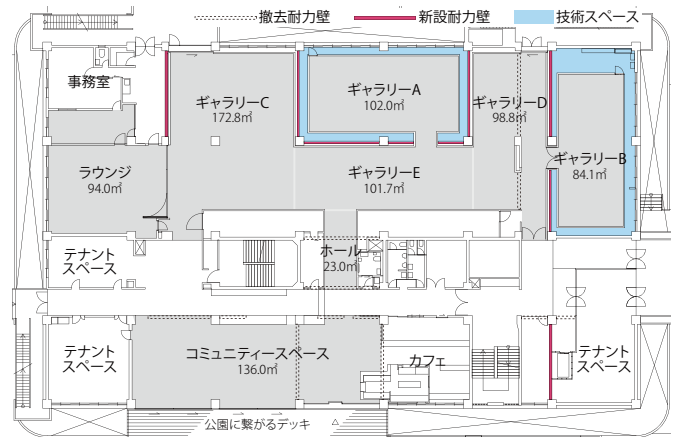 撤去耐力壁
新設耐力壁
技術スペース
事務室
ギャラリーC
172.8㎡
ギャラリーA
102.0㎡
ギャラリーD
98.8㎡
ギャラリーB
84.1㎡
ラウンジ
94.0㎡
ギャラリーE
101.7㎡
テナント
スペース
ホール
23.0㎡
テナント
スペース
コミュニティースペース
136.0㎡
カフェ
テナント
スペース
公園に繋がるデッキ